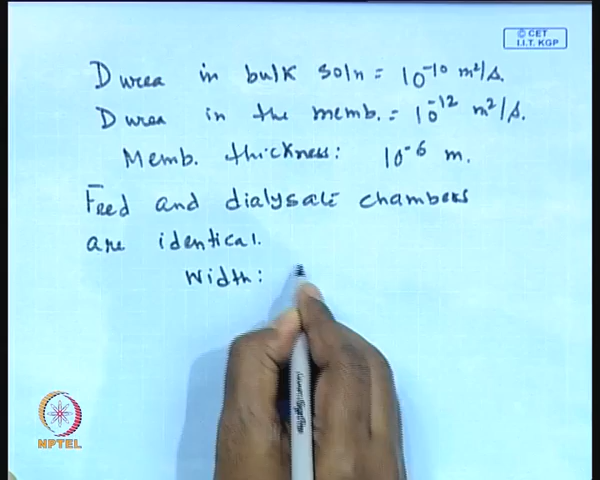 © CET
I.I.T. KGP
D urea in bulk soln = 10⁻¹⁰ m²/s.
D urea in the memb. = 10⁻¹² m²/s.
Memb. thickness: 10⁻⁶ m.
Feed and dialysate chambers
are identical.
Width:
NPTEL